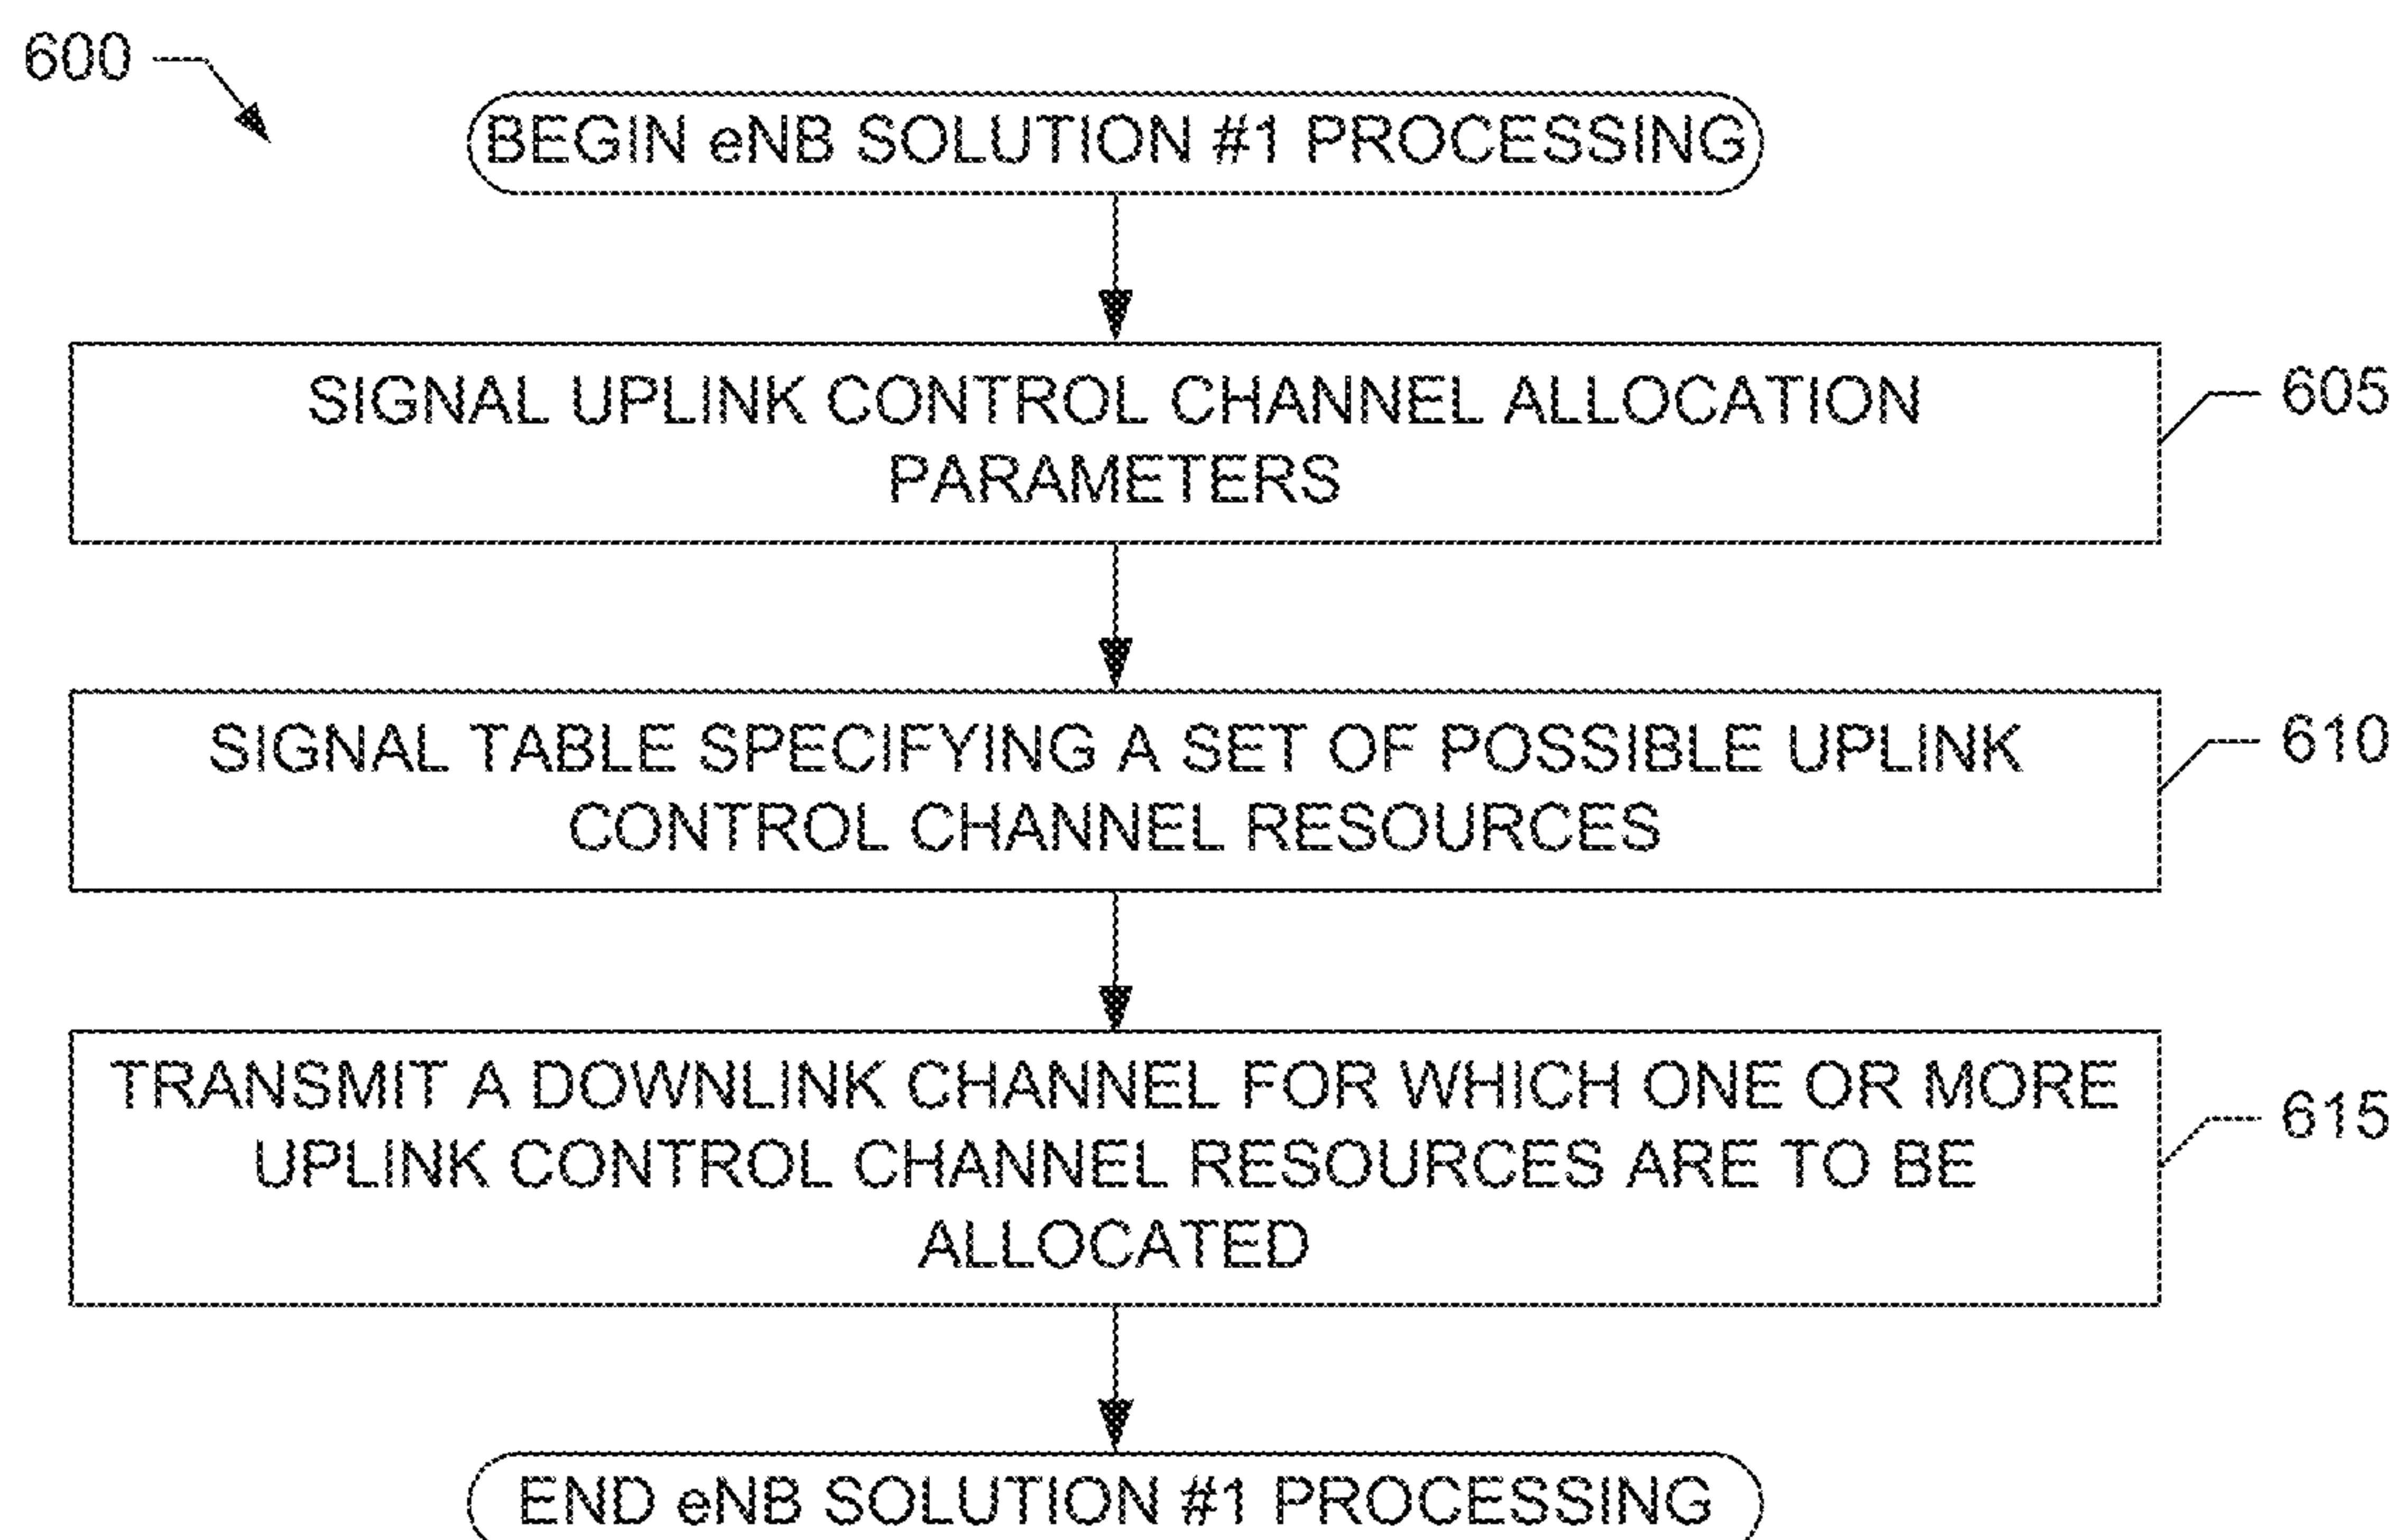 600
BEGIN eNB SOLUTION #1 PROCESSING
SIGNAL UPLINK CONTROL CHANNEL ALLOCATION
PARAMETERS
605
SIGNAL TABLE SPECIFYING A SET OF POSSIBLE UPLINK
CONTROL CHANNEL RESOURCES
610
TRANSMIT A DOWNLINK CHANNEL FOR WHICH ONE OR MORE
UPLINK CONTROL CHANNEL RESOURCES ARE TO BE
ALLOCATED
615
END eNB SOLUTION #1 PROCESSING